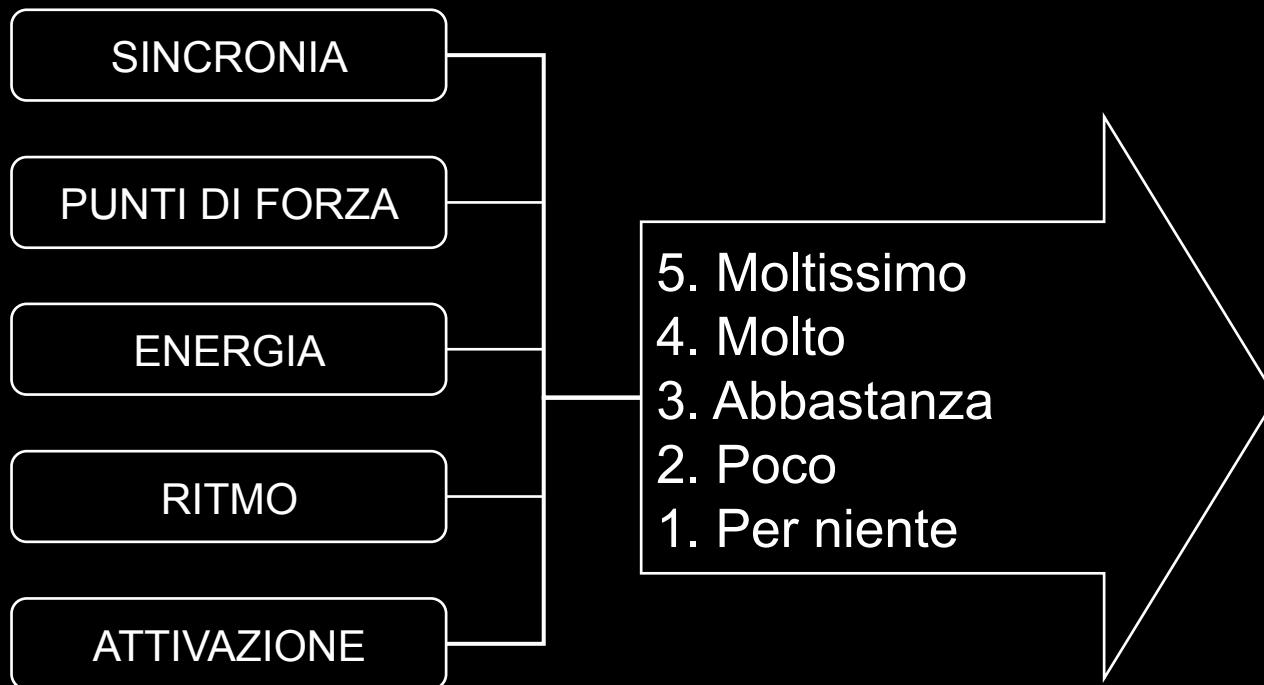 SINCRONIA
PUNTI DI FORZA
ENERGIA
RITMO
ATTIVAZIONE
5. Moltissimo
4. Molto
3. Abbastanza
2. Poco
1. Per niente